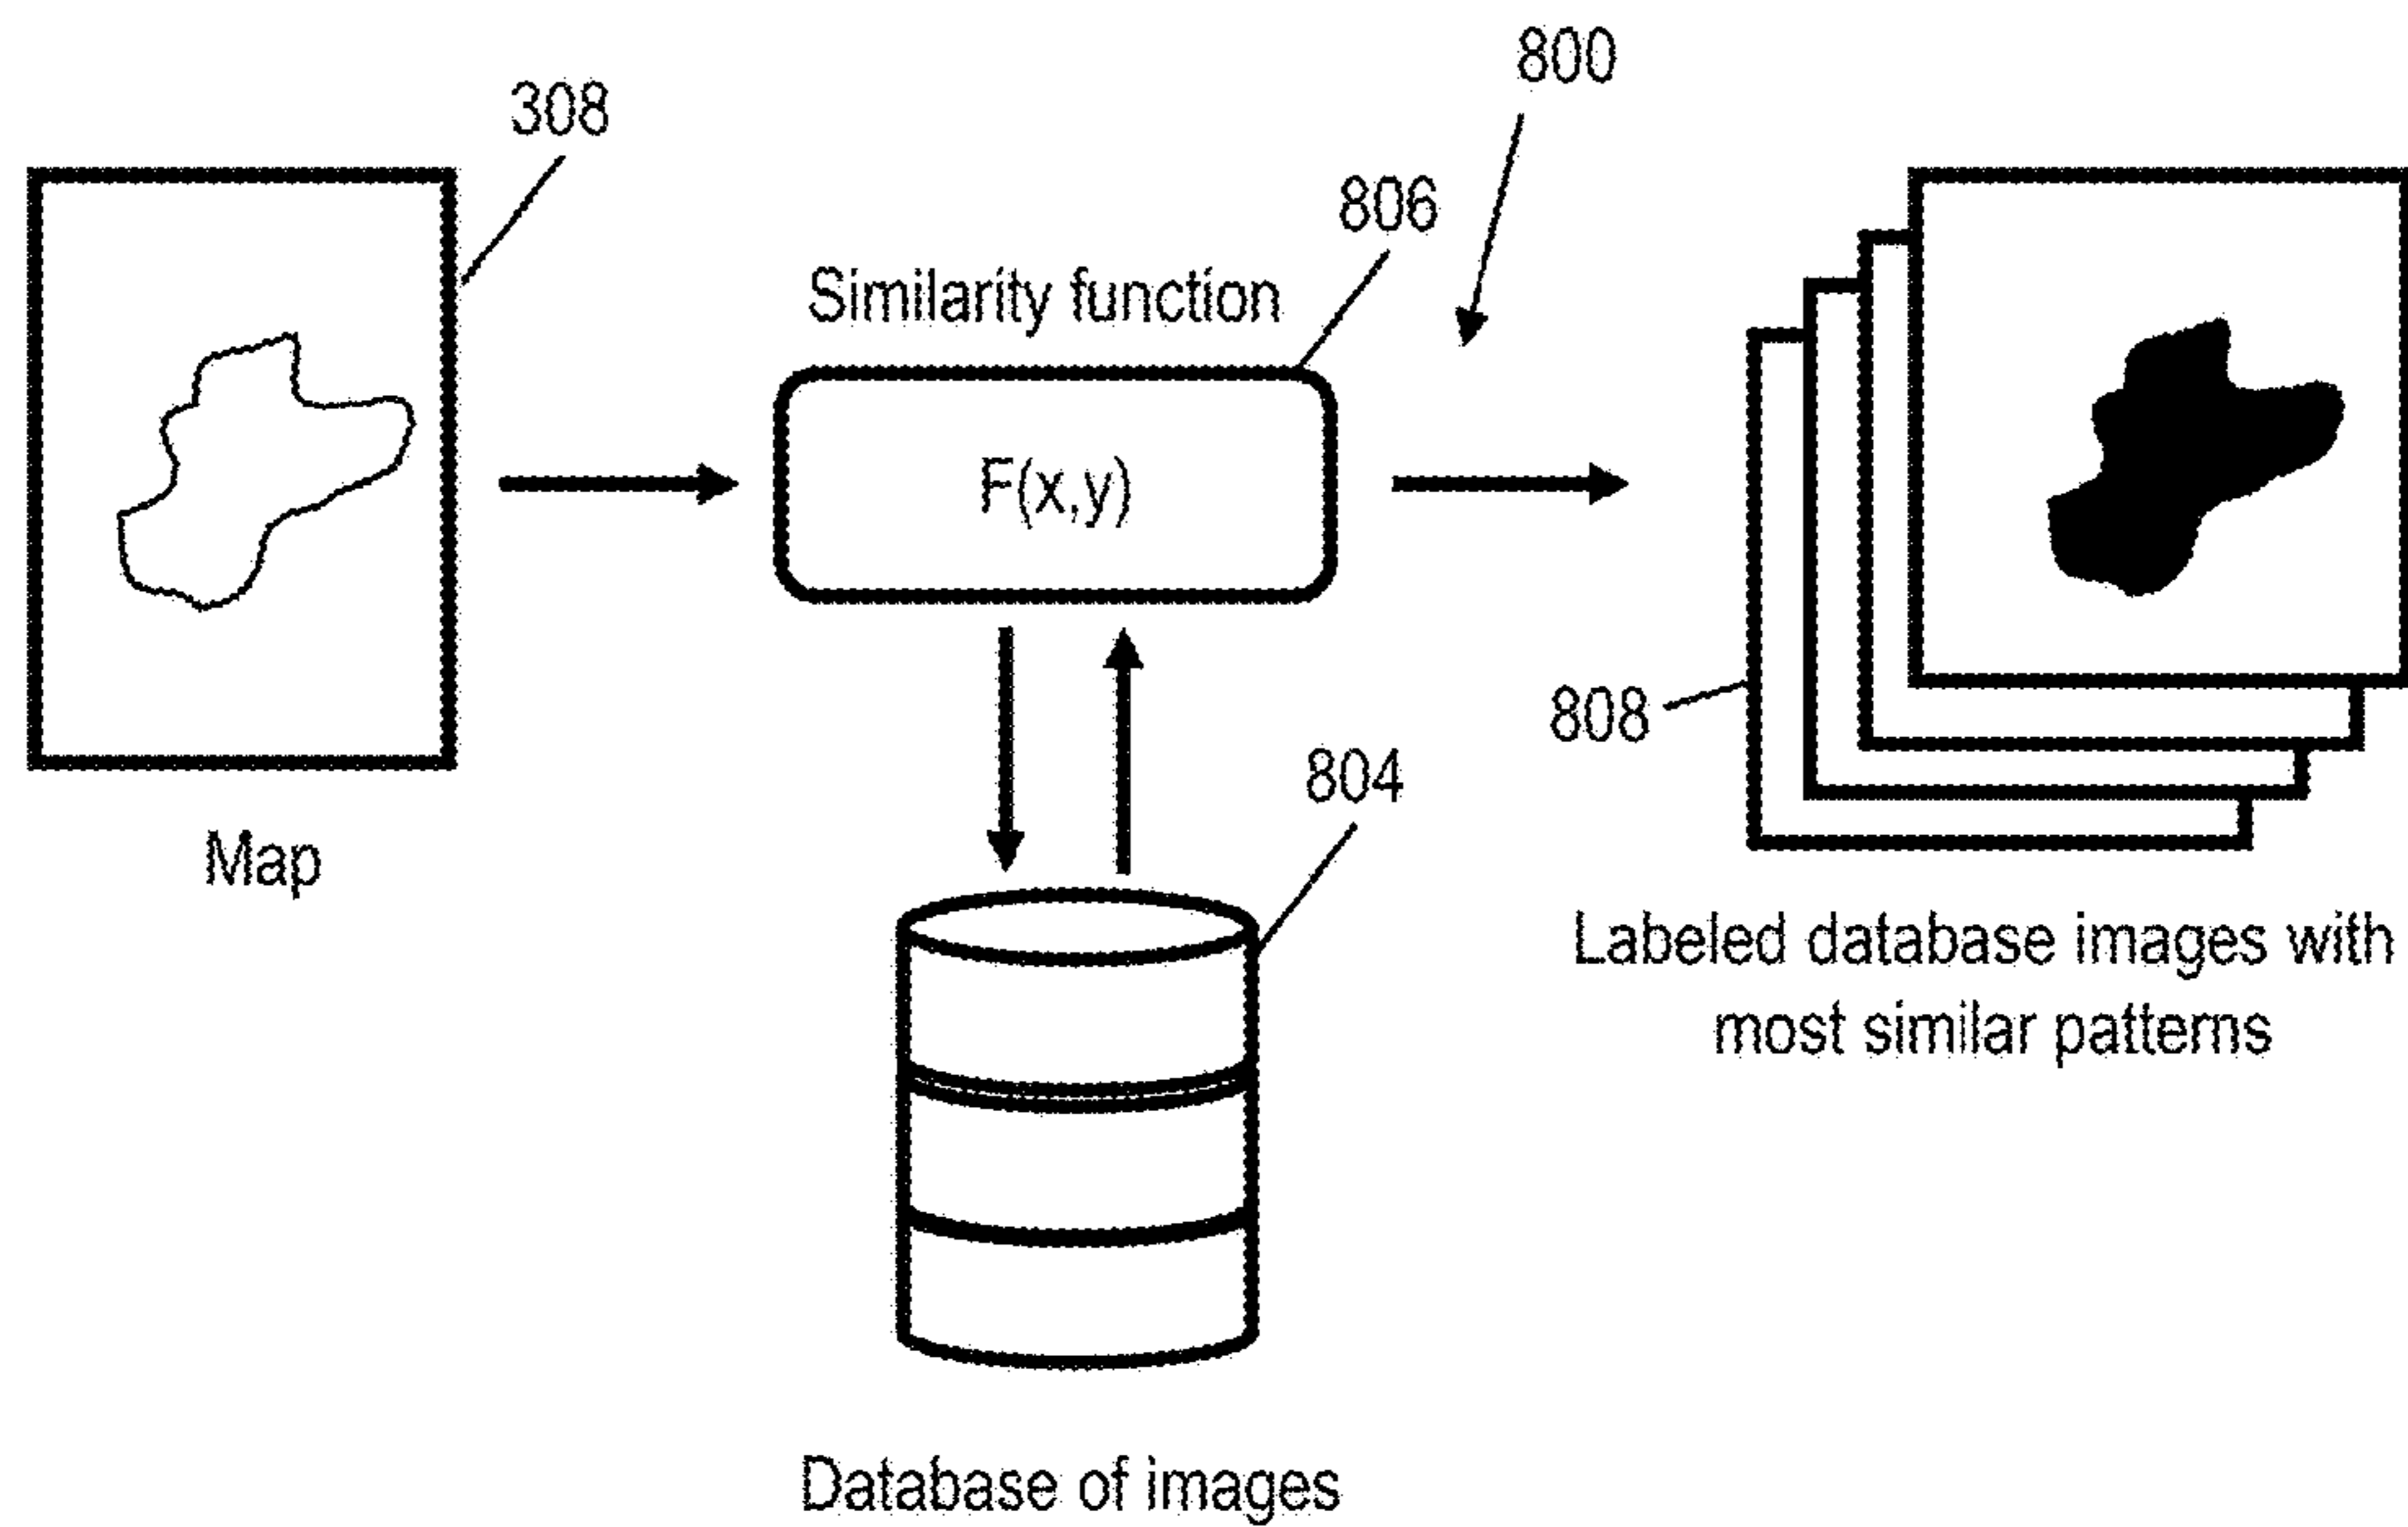 800
308
806
Similarity function
F(x,y)
808
804
Map
Labeled database images with
most similar patterns
Database of images